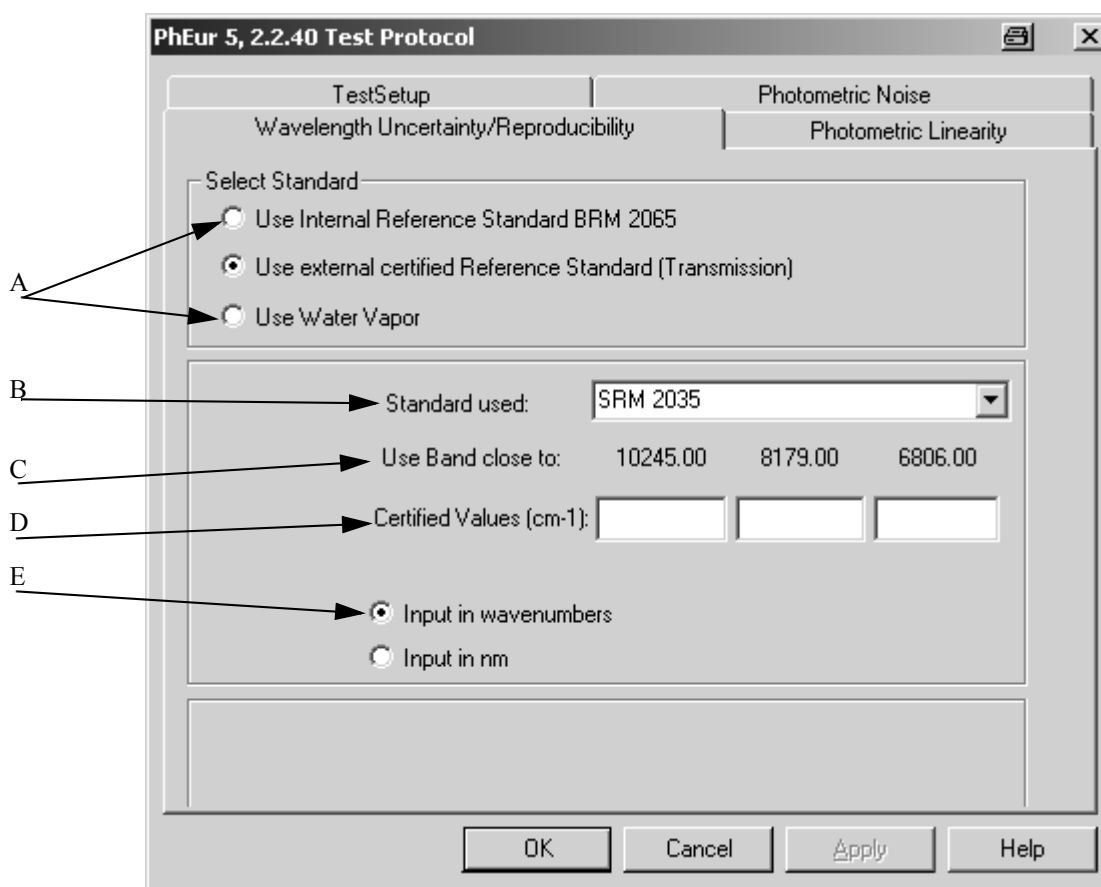 PhEur 5, 2.2.40 Test Protocol
TestSetup
Photometric Noise
Wavelength Uncertainty/Reproducibility
Photometric Linearity
Select Standard
Use Internal Reference Standard BRM 2065
A
Use external certified Reference Standard (Transmission)
Use Water Vapor
B
Standard used: SRM 2035
C
Use Band close to: 10245.00 8179.00 6806.00
D
Certified Values (cm-1):
E
Input in wavenumbers
Input in nm
OK Cancel Apply Help